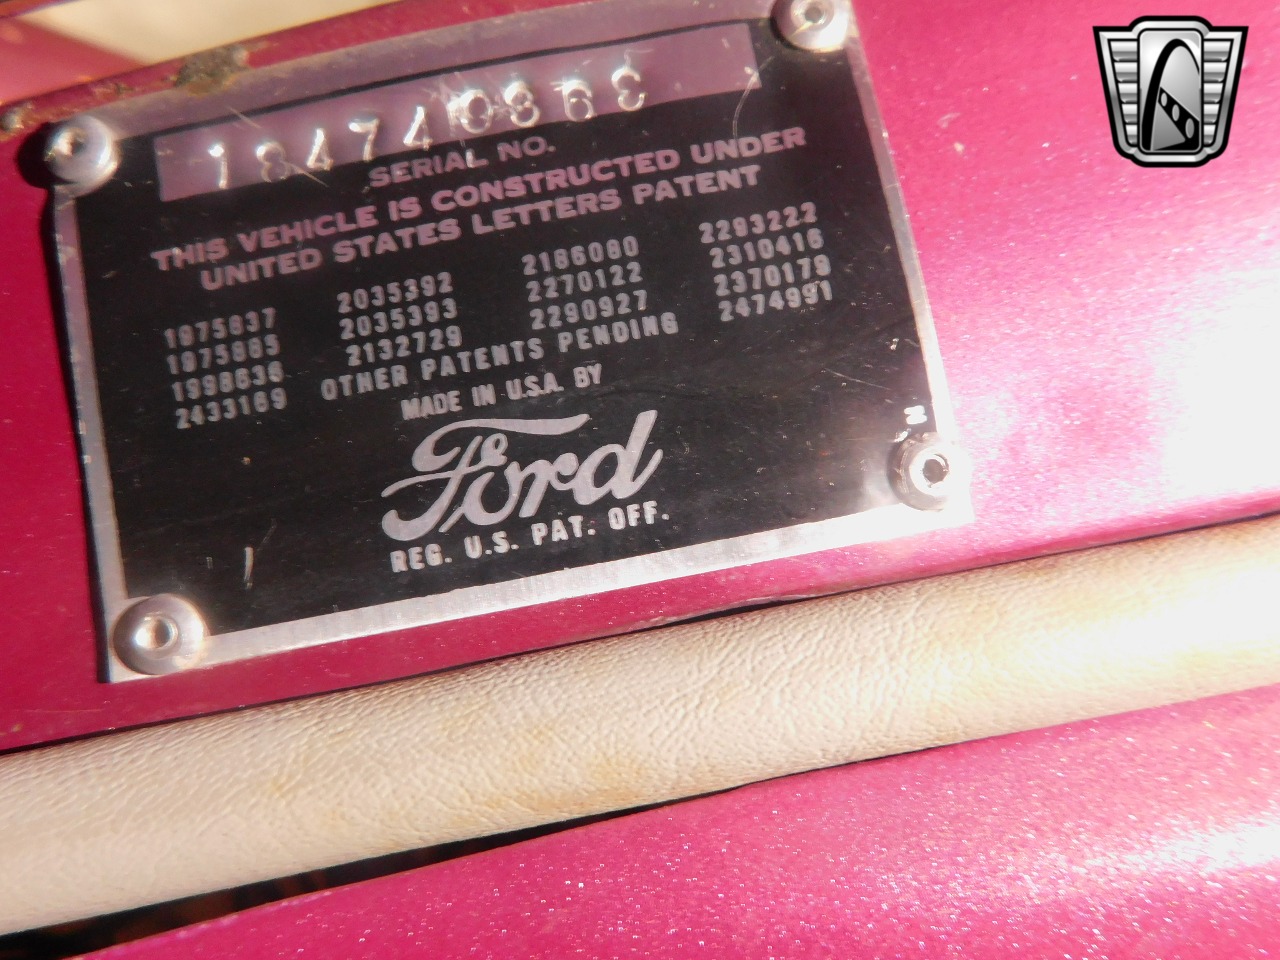 SERIAL NO.
THIS VEHICLE IS CONSTRUCTED UNDER
UNITED STATES LETTERS PATENT
1975837 2035392 2186080 2293222
1975885 2035393 2270122 2310416
1998636 2132729 2290927 2370179
2433169 OTHER PATENTS PENDING 2474991
MADE IN U.S.A. BY
Ford
REG. U.S. PAT. OFF.